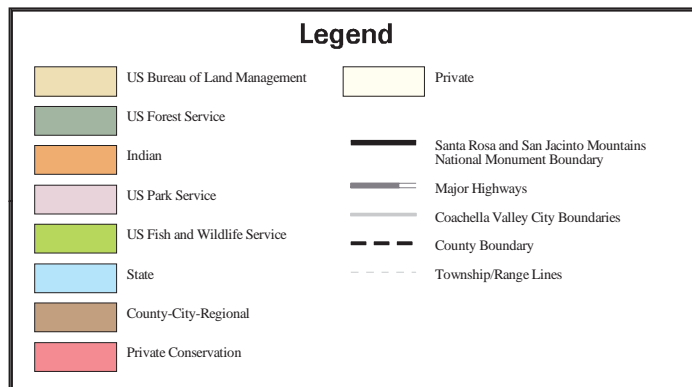 Legend
US Bureau of Land Management
US Forest Service
Indian
US Park Service
US Fish and Wildlife Service
State
County-City-Regional
Private Conservation
Private
Santa Rosa and San Jacinto Mountains
National Monument Boundary
Major Highways
Coachella Valley City Boundaries
County Boundary
Township/Range Lines